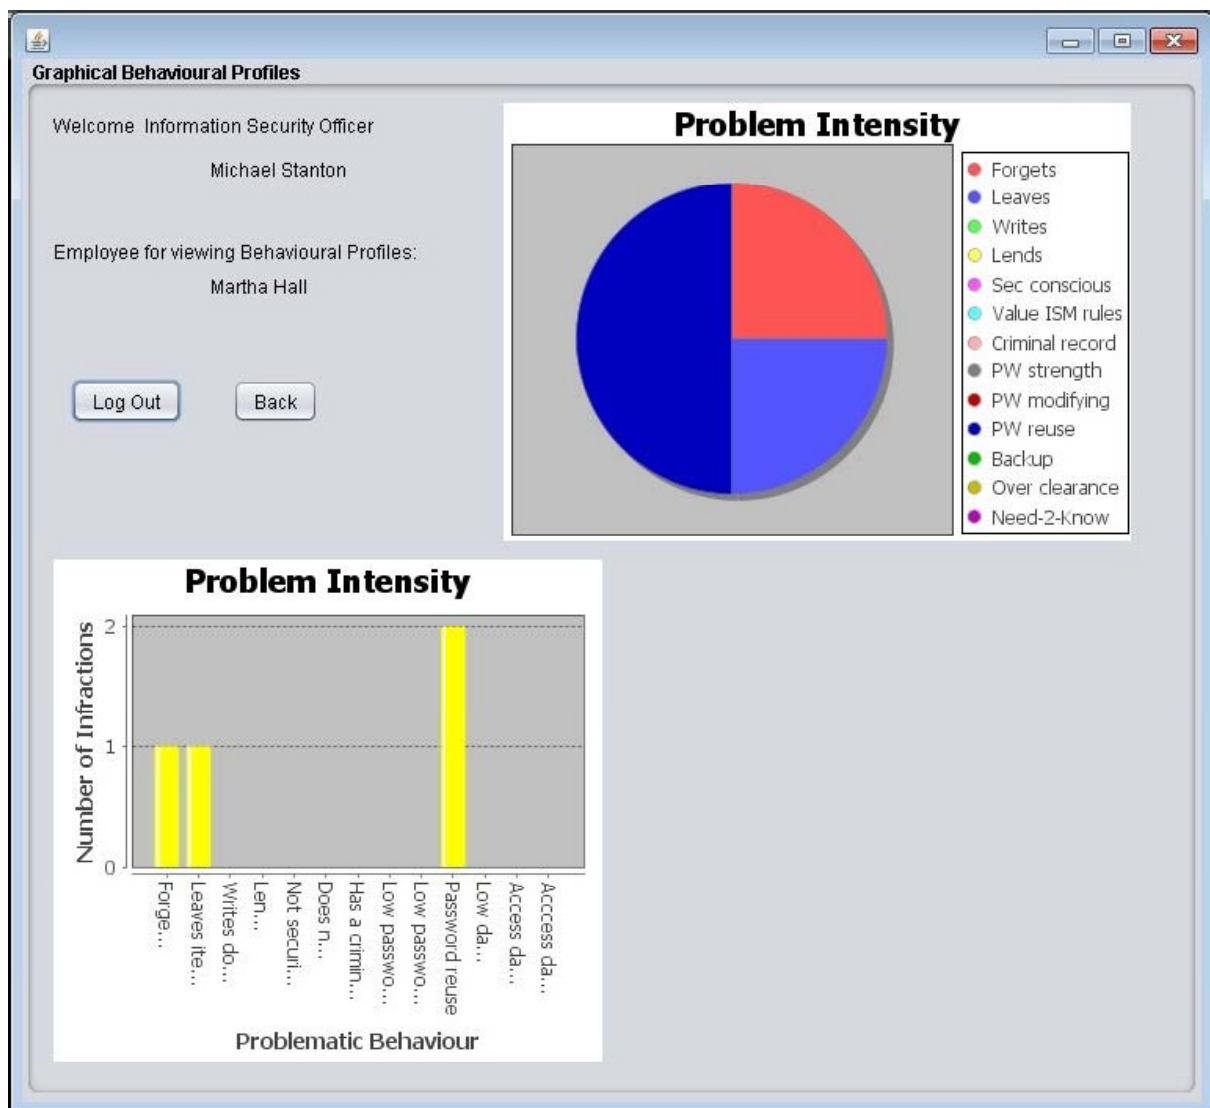 Graphical Behavioural Profiles
Welcome Information Security Officer
Michael Stanton
Employee for viewing Behavioural Profiles:
Martha Hall
Log Out
Back
Problem Intensity
Forgets
Leaves
Writes
Lends
Sec conscious
Value ISM rules
Criminal record
PW strength
PW modifying
PW reuse
Backup
Over clearance
Need-2-Know
Problem Intensity
Number of Infractions
2
1
0
Forge...
Leaves ite...
Writes do...
Len...
Not securi...
Does n...
Has a crimin...
Low passwo...
Low passwo...
Password reuse
Low da...
Access da...
Acccess da...
Problematic Behaviour